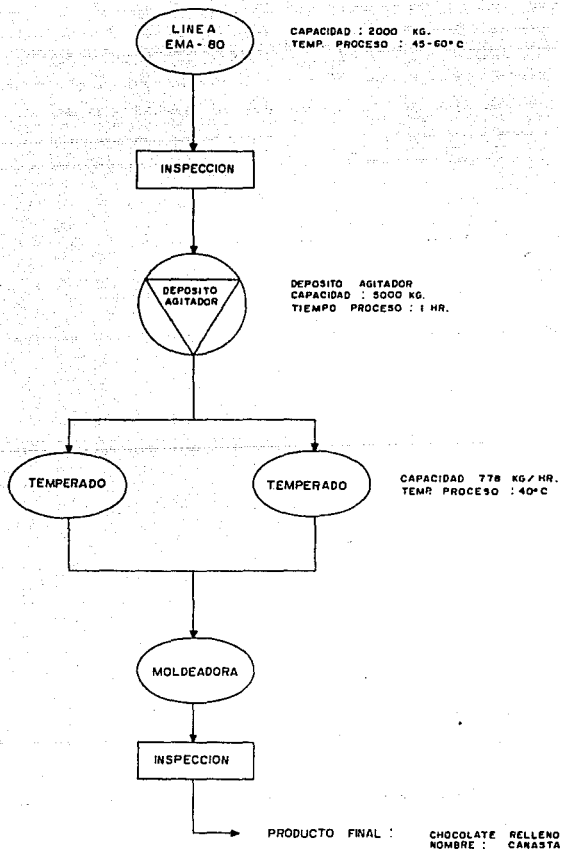 LINEA
EMA-80
CAPACIDAD : 2000 KG.
TEMP. PROCESO : 45-60°C
INSPECCION
DEPOSITO
AGITADOR
DEPOSITO AGITADOR
CAPACIDAD : 5000 KG.
TIEMPO PROCESO : 1 HR.
TEMPERADO
TEMPERADO
CAPACIDAD 778 KG/HR.
TEMP. PROCESO : 40°C
MOLDEADORA
INSPECCION
PRODUCTO FINAL :
CHOCOLATE RELLENO
NOMBRE : CANASTA